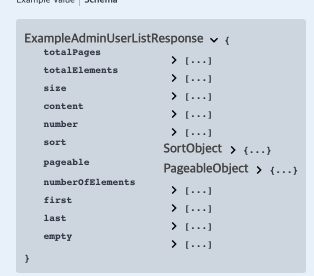 Example Value | Schema
ExampleAdminUserListResponse {
totalPages
> [...]
totalElements
> [...]
size
> [...]
content
> [...]
number
> [...]
sort
SortObject > {...}
pageable
PageableObject > {...}
numberOfElements
> [...]
first
> [...]
last
> [...]
empty
> [...]
}